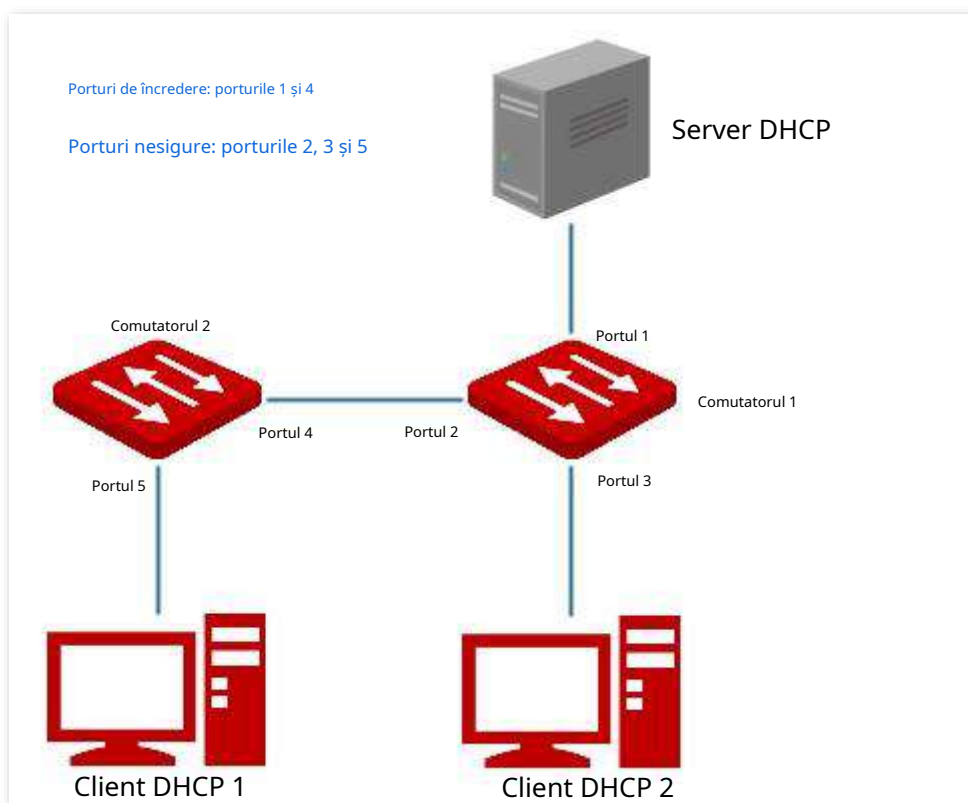 Porturi de încredere: porturile 1 și 4
Porturi nesigure: porturile 2, 3 și 5
Server DHCP
Comutatorul 2
Portul 1
Comutatorul 1
Portul 4
Portul 2
Portul 5
Portul 3
Client DHCP 1
Client DHCP 2